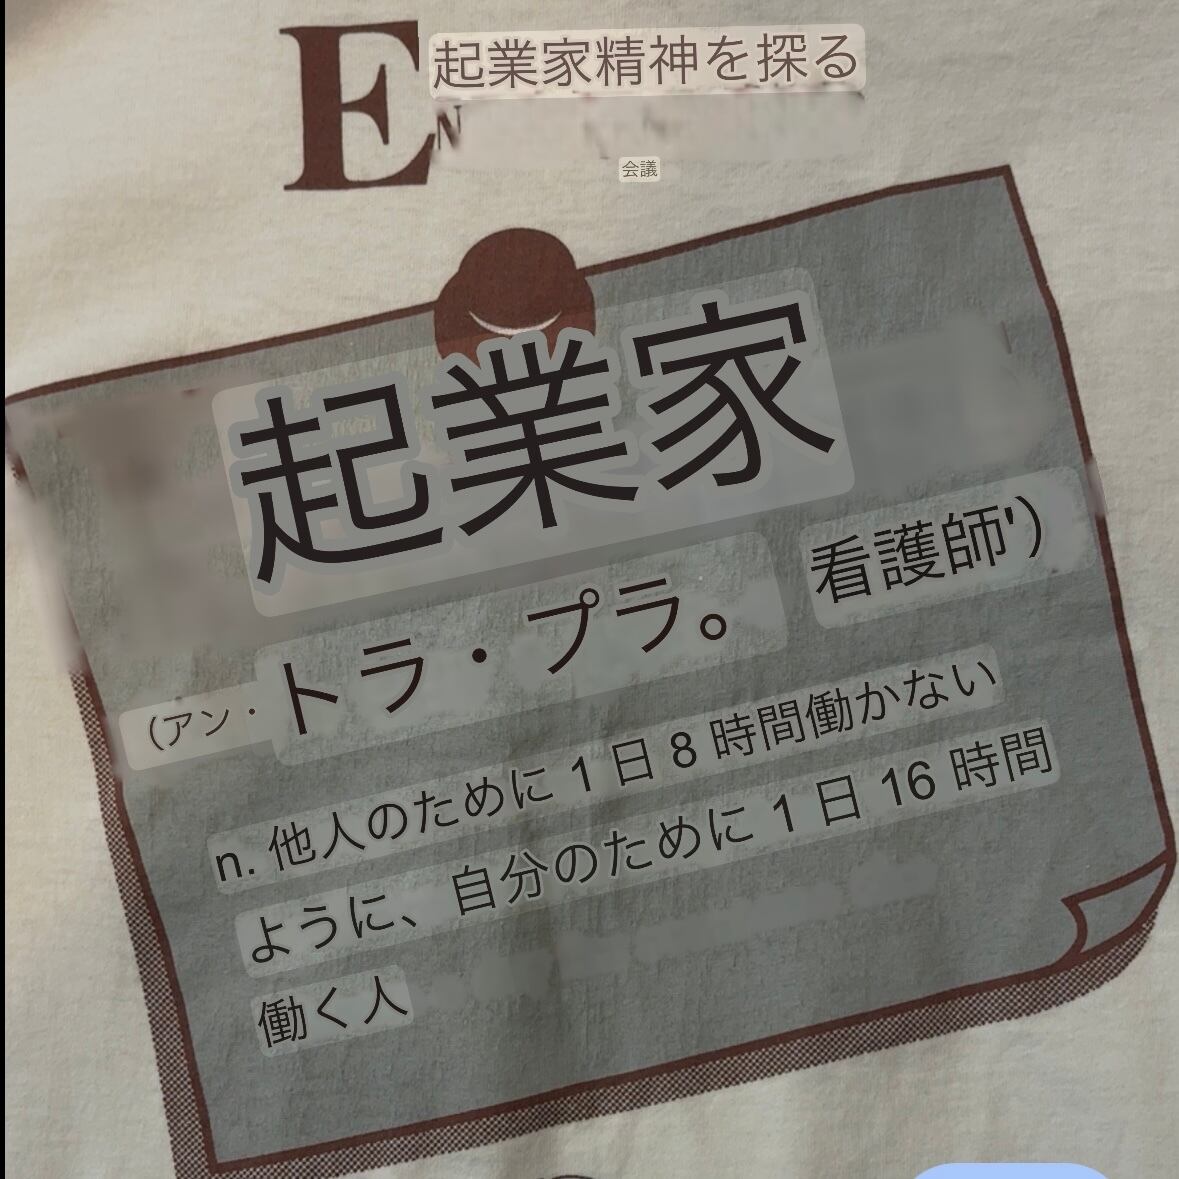 E 起業家精神を探る
N
会議
起業家
（アン・トラ・プラ。 看護師'）
n. 他人のために 1 日 8 時間働かない
ように、自分のために 1 日 16 時間
働く人